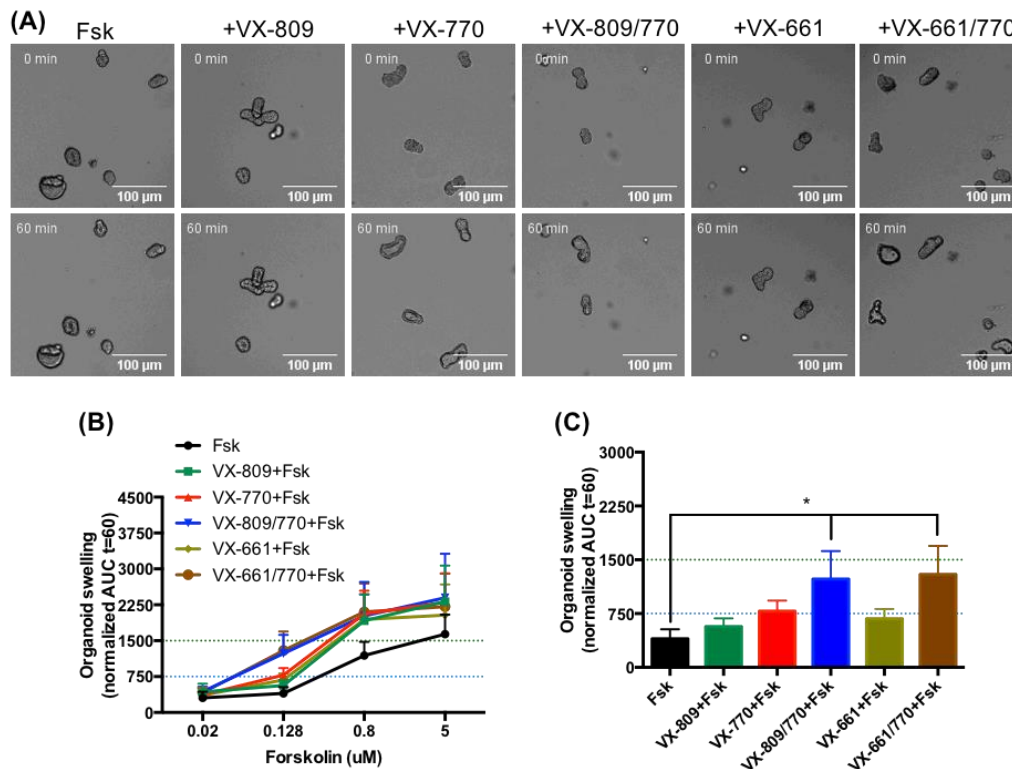 (A)
Fsk +VX-809 +VX-770 +VX-809/770 +VX-661 +VX-661/770
0 min 0 min 0 min 0 min 0 min 0 min
100 µm 100 µm 100 µm 100 µm 100 µm 100 µm
60 min 60 min 60 min 60 min 60 min 60 min
100 µm 100 µm 100 µm 100 µm 100 µm 100 µm
(B)
Fsk
VX-809+Fsk
VX-770+Fsk
VX-809/770+Fsk
VX-661+Fsk
VX-661/770+Fsk
Organoid swelling
(normalized AUC t=60)
4500
3750
3000
2250
1500
750
0
0.02 0.128 0.8 5
Forskolin (uM)
(C)
Organoid swelling
(normalized AUC t=60)
3000
2250
1500
750
0
*
Fsk
VX-809+Fsk
VX-770+Fsk
VX-809/770+Fsk
VX-661+Fsk
VX-661/770+Fsk